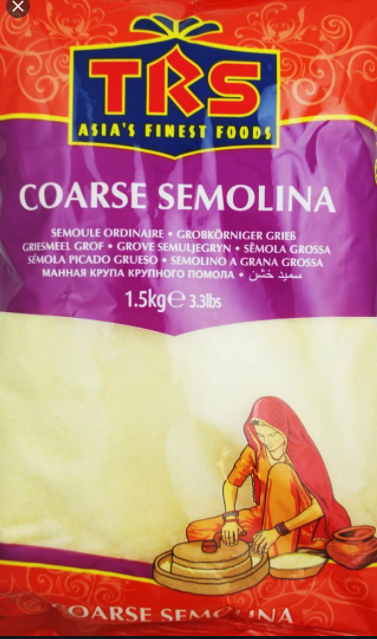 TRS
ASIA'S FINEST FOODS
COARSE SEMOLINA
SEMOULE ORDINAIRE • GROBKÖRNIGER GRIEß
GRIESMEEL GROF • GROVE SEMULJEGRYN • SÊMOLA GROSSA
SÉMOLA PICADO GRUESO • SEMOLINO A GRANA GROSSA
МАННАЯ КРУПА КРУПНОГО ПОМОЛА • سميد خشن
1.5kg℮ 3.3lbs
COARSE SEMOLINA